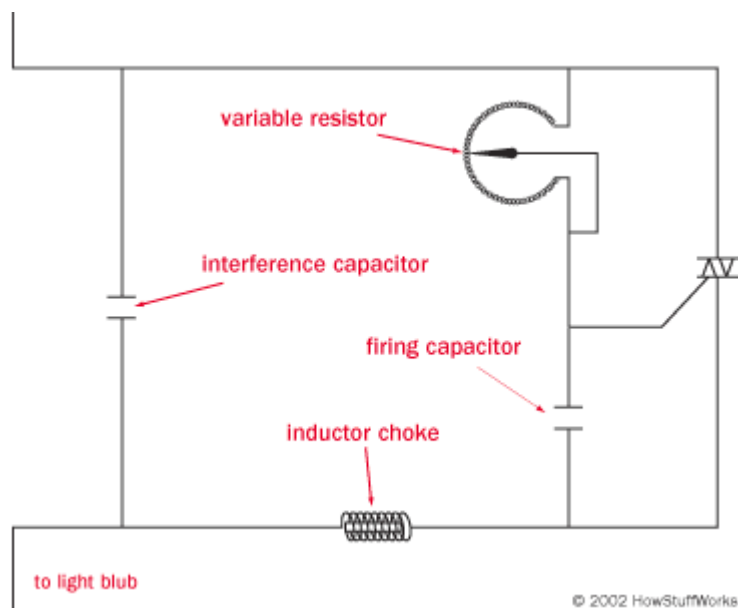 variable resistor
interference capacitor
firing capacitor
inductor choke
to light blub
© 2002 HowStuffWorks